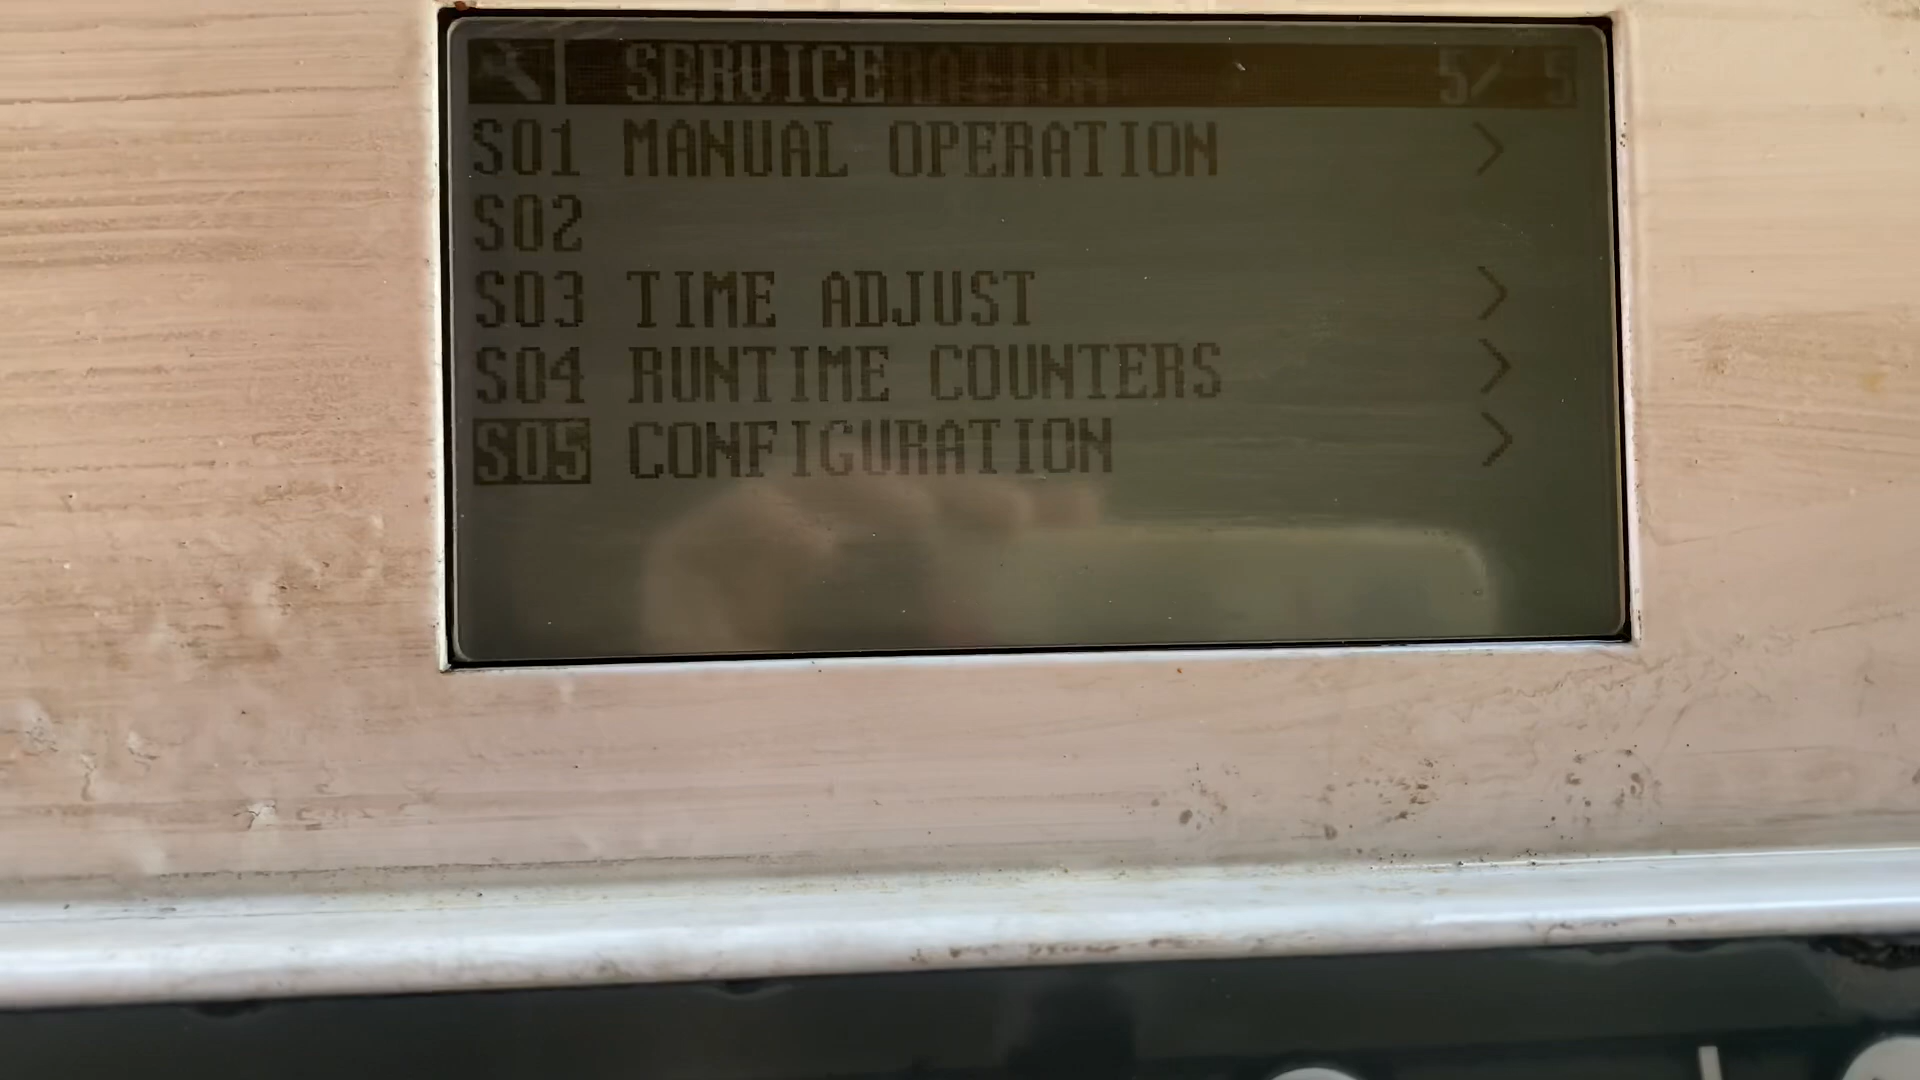 SERVICE 5/ 5
S01 MANUAL OPERATION >
S02
S03 TIME ADJUST >
S04 RUNTIME COUNTERS >
S05 CONFIGURATION >